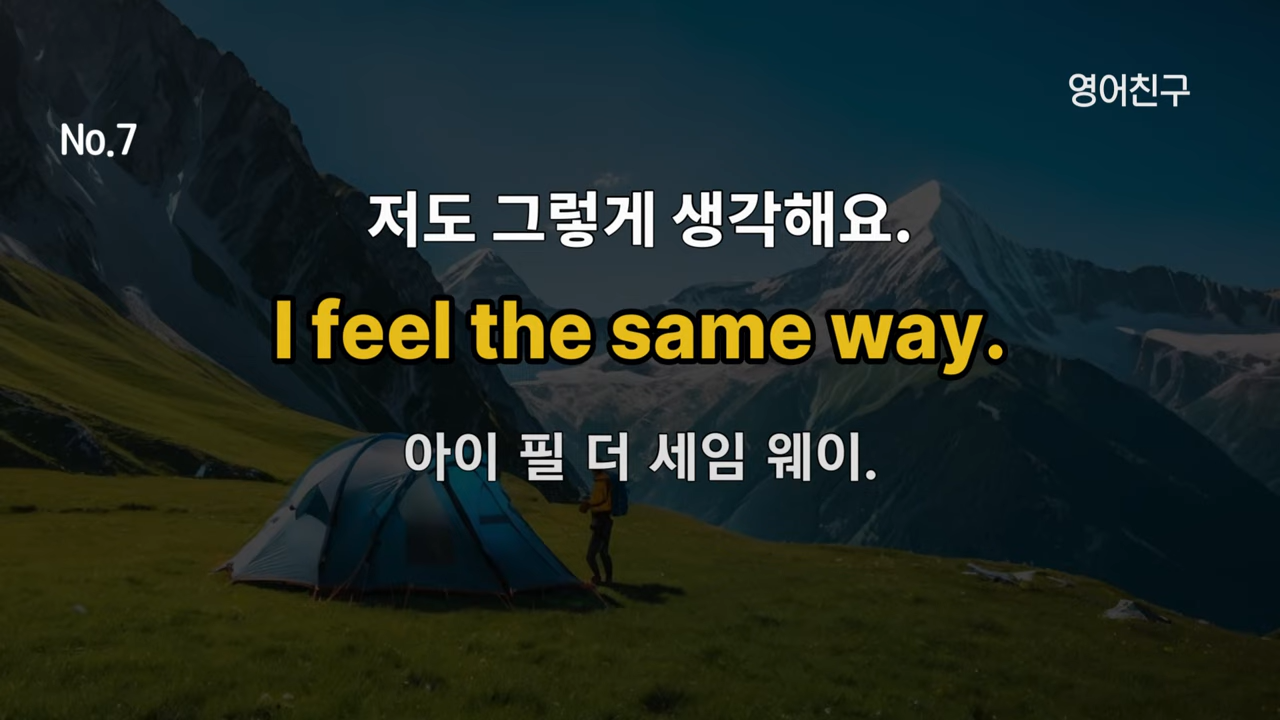 영어친구
No.7
저도 그렇게 생각해요.
I feel the same way.
아이 필 더 세임 웨이.